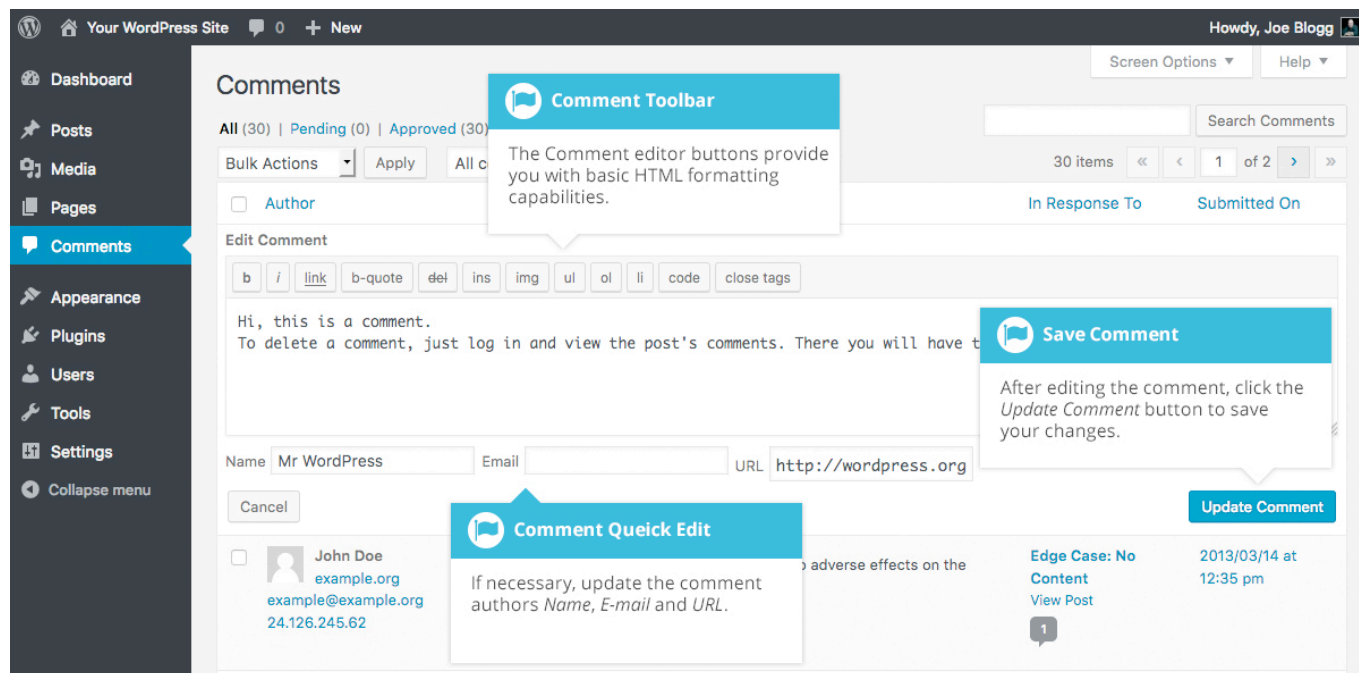 Your WordPress Site 0 + New
Howdy, Joe Blogg
Dashboard
Posts
Media
Pages
Comments
Appearance
Plugins
Users
Tools
Settings
Collapse menu
Screen Options ▼ Help ▼
Comments
All (30) | Pending (0) | Approved (30)
Search Comments
Bulk Actions Apply All
30 items « ‹ 1 of 2 › »
Author In Response To Submitted On
Comment Toolbar
The Comment editor buttons provide
you with basic HTML formatting
capabilities.
Edit Comment
b i link b-quote del ins img ul ol li code close tags
Hi, this is a comment.
To delete a comment, just log in and view the post's comments. There you will have
Save Comment
After editing the comment, click the
Update Comment button to save
your changes.
Name Mr WordPress Email URL http://wordpress.org
Cancel Update Comment
Comment Queick Edit
If necessary, update the comment
authors Name, E-mail and URL.
John Doe
example.org
example@example.org
24.126.245.62
adverse effects on the
Edge Case: No
Content
View Post
1
2013/03/14 at
12:35 pm